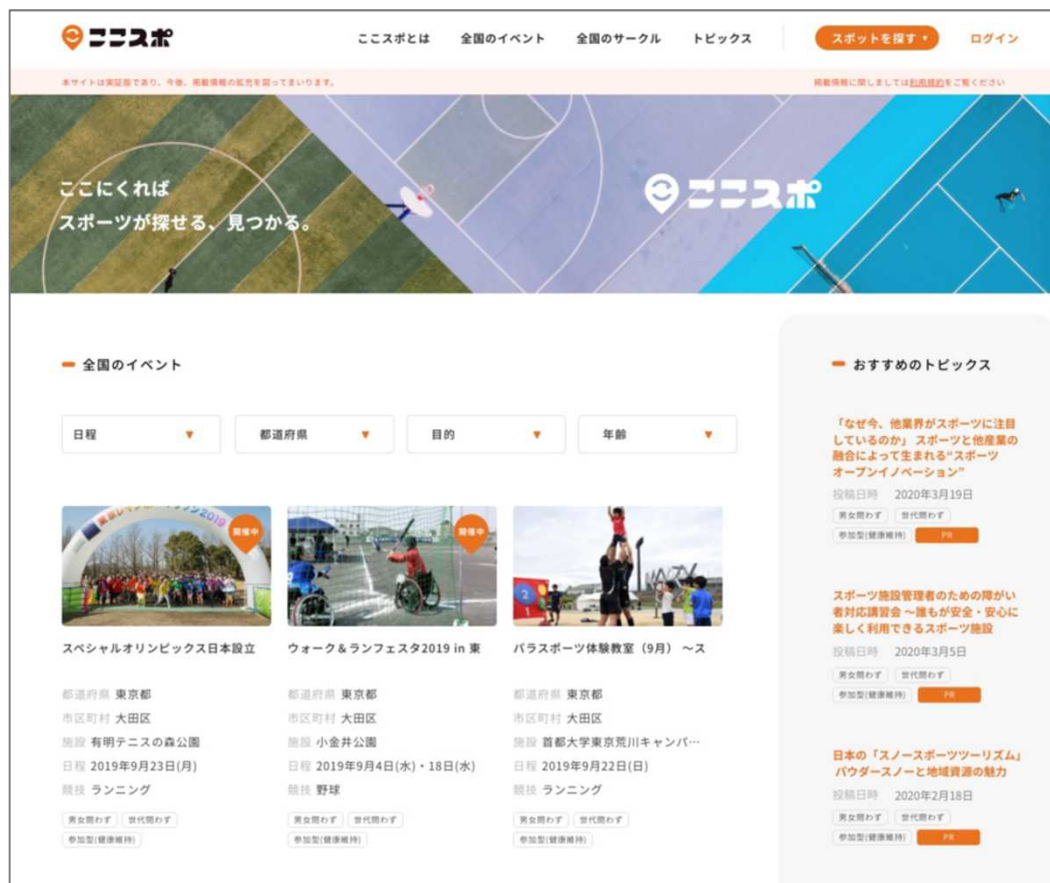 ここスポ
ここスポとは
全国のイベント
全国のサークル
トピックス
スポットを探す
ログイン
本サイトは実証版であり、今後、掲載情報の拡充を図ってまいります。
掲載情報に関しましては利用規約をご覧ください
ここにくれば
スポーツが探せる、見つかる。
ここスポ
全国のイベント
日程
都道府県
目的
年齢
開催中
スペシャルオリンピックス日本設立
都道府県 東京都
市区町村 大田区
施設 有明テニスの森公園
日程 2019年9月23日(月)
競技 ランニング
男女問わず
世代問わず
参加型(健康維持)
開催中
ウォーク＆ランフェスタ2019 in 東
都道府県 東京都
市区町村 大田区
施設 小金井公園
日程 2019年9月4日(水)・18日(水)
競技 野球
男女問わず
世代問わず
参加型(健康維持)
パラスポーツ体験教室（9月） 〜ス
都道府県 東京都
市区町村 大田区
施設 首都大学東京荒川キャンパ…
日程 2019年9月22日(日)
競技 ランニング
男女問わず
世代問わず
参加型(健康維持)
おすすめのトピックス
「なぜ今、他業界がスポーツに注目
しているのか」 スポーツと他産業の
融合によって生まれる“スポーツ
オープンイノベーション”
投稿日時 2020年3月19日
男女問わず
世代問わず
参加型(健康維持)
PR
スポーツ施設管理者のための障がい
者対応講習会 〜誰もが安全・安心に
楽しく利用できるスポーツ施設
投稿日時 2020年3月5日
男女問わず
世代問わず
参加型(健康維持)
PR
日本の「スノースポーツツーリズム」
パウダースノーと地域資源の魅力
投稿日時 2020年2月18日
男女問わず
世代問わず
参加型(健康維持)
PR